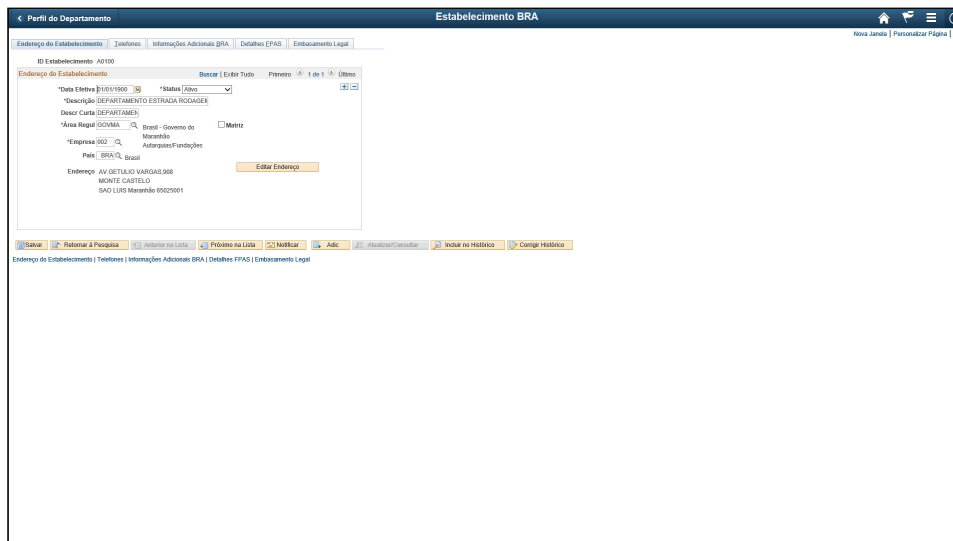 Perfil do Departamento
Estabelecimento BRA
Nova Janela | Personalizar Página |
Endereço do Estabelecimento Telefones Informações Adicionais BRA Detalhes FPAS Embasamento Legal
ID Estabelecimento A0100
Endereço do Estabelecimento Buscar | Exibir Tudo Primeiro 1 de 1 Último
*Data Efetiva 01/01/1900 *Status Ativo
*Descrição DEPARTAMENTO ESTRADA RODAGEM
Descr Curta DEPARTAMEN
*Área Regul GOVMA Brasil - Governo do Matriz
Maranhão
*Empresa 002 Autarquias/Fundações
País BRA Brasil
Editar Endereço
Endereço AV.GETULIO VARGAS,908
MONTE CASTELO
SAO LUIS Maranhão 65025001
Salvar Retornar à Pesquisa Anterior na Lista Próximo na Lista Notificar Adic Atualizar/Consultar Incluir no Histórico Corrigir Histórico
Endereço do Estabelecimento | Telefones | Informações Adicionais BRA | Detalhes FPAS | Embasamento Legal